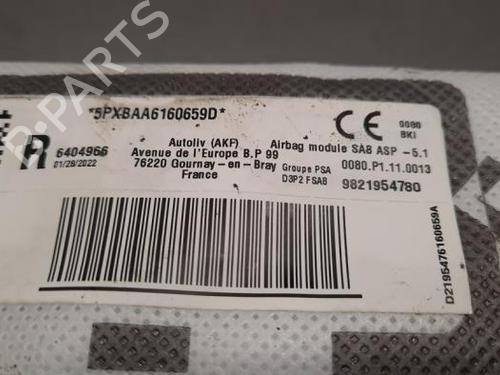 *5PXBAA6160659D*
R
6404966
01/28/2022
Autoliv (AKF)
Avenue de l'Europe B.P 99
76220 Gournay-en-Bray
France
CE
0080
BKI
Airbag module SAB ASP -5.1
Groupe PSA 0080.P1.11.0013
D3P2 FSAB 9821954780
D2195476160659A
B-PARTS